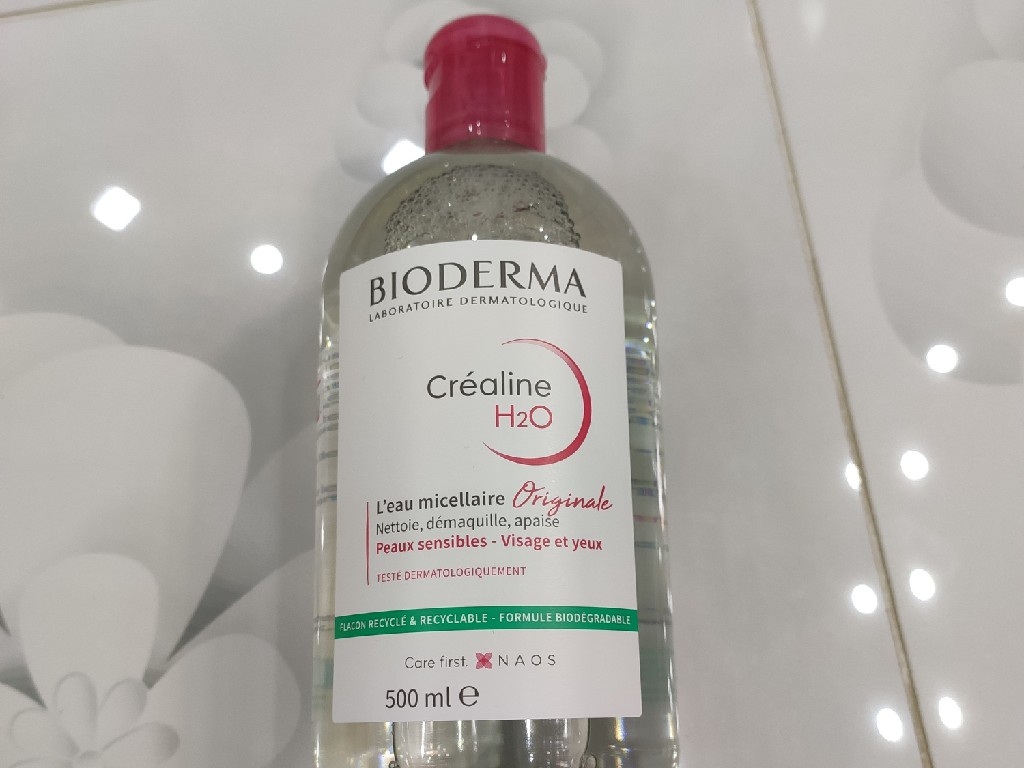 BIODERMA
LABORATOIRE DERMATOLOGIQUE
Créaline
H2O
L'eau micellaire Originale
Nettoie, démaquille, apaise
Peaux sensibles - Visage et yeux
TESTÉ DERMATOLOGIQUEMENT
FLACON RECYCLÉ & RECYCLABLE - FORMULE BIODÉGRADABLE
Care first. NAOS
500 ml ℮